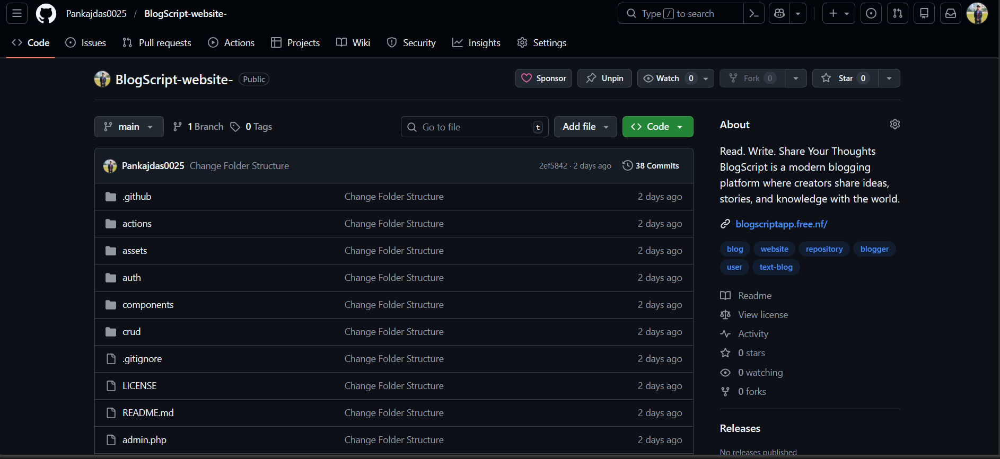 Pankajdas0025 / BlogScript-website-
Type / to search
Code Issues Pull requests Actions Projects Wiki Security Insights Settings
BlogScript-website- Public
Sponsor Unpin Watch 0 Fork 0 Star 0
main 1 Branch 0 Tags
Go to file t Add file Code
Pankajdas0025 Change Folder Structure 2ef5842 · 2 days ago 38 Commits
.github Change Folder Structure 2 days ago
actions Change Folder Structure 2 days ago
assets Change Folder Structure 2 days ago
auth Change Folder Structure 2 days ago
components Change Folder Structure 2 days ago
crud Change Folder Structure 2 days ago
.gitignore Change Folder Structure 2 days ago
LICENSE Change Folder Structure 2 days ago
README.md Change Folder Structure 2 days ago
admin.php Change Folder Structure 2 days ago
About
Read. Write. Share Your Thoughts
BlogScript is a modern blogging
platform where creators share ideas,
stories, and knowledge with the world.
blogscriptapp.free.nf/
blog website repository blogger
user text-blog
Readme
View license
Activity
0 stars
0 watching
0 forks
Releases
No releases published